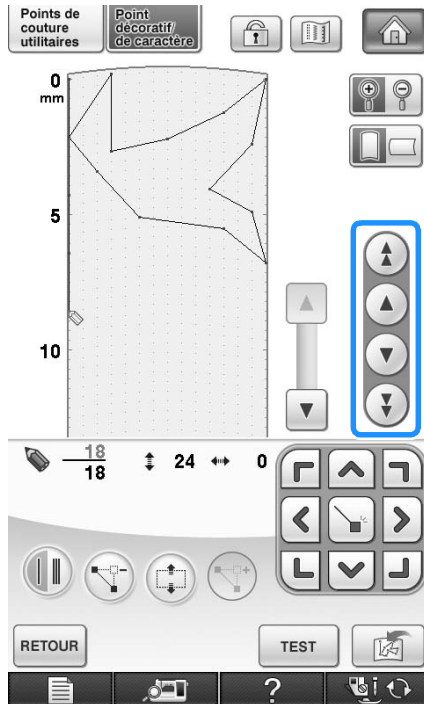 Points de
couture
utilitaires
Point
décoratif/
de caractère
0
mm
5
10
18
18
24
0
RETOUR
TEST
?